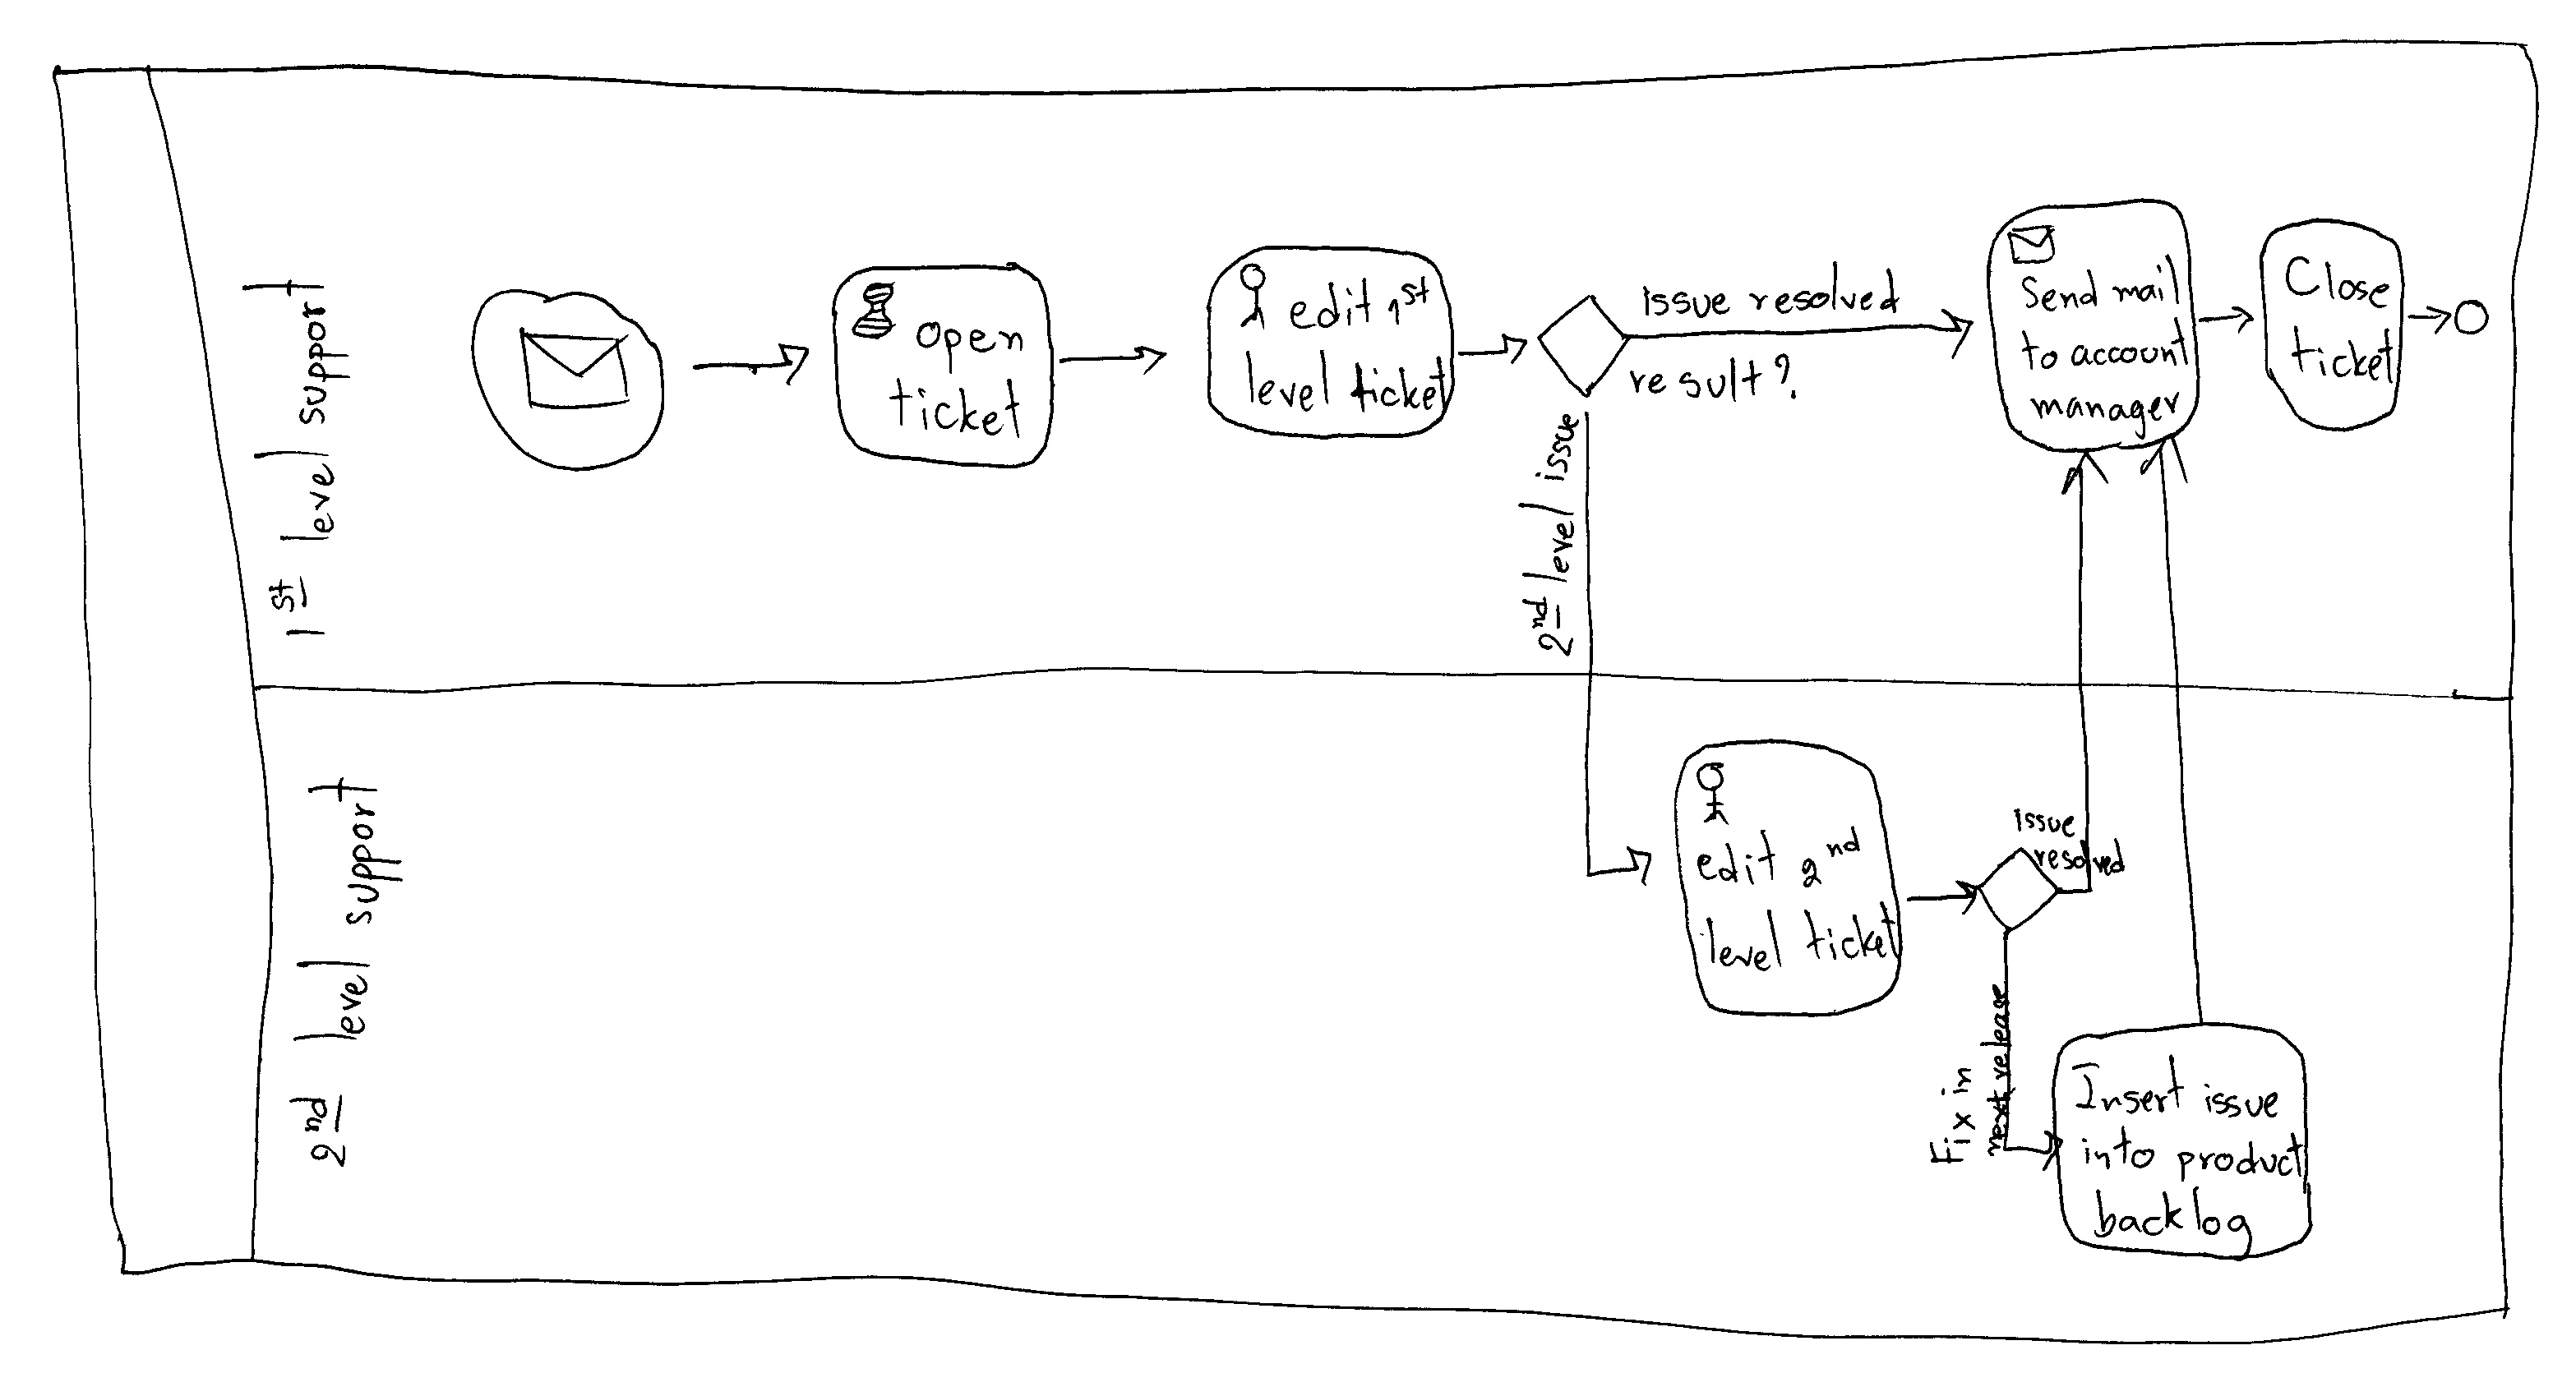 1st level support
open
ticket
edit 1st
level ticket
issue resolved
result?
2nd level issue
Send mail
to account
manager
Close
ticket
2nd level support
edit 2nd
level ticket
issue
resolved
Fix in
next release
Insert issue
into product
backlog